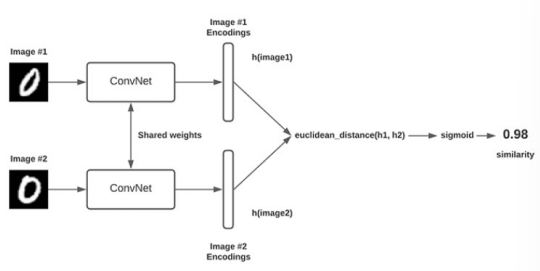 Image #1
Encodings
Image #1
h(image1)
ConvNet
Shared weights
euclidean_distance(h1, h2)
sigmoid
0.98
similarity
Image #2
ConvNet
h(image2)
Image #2
Encodings